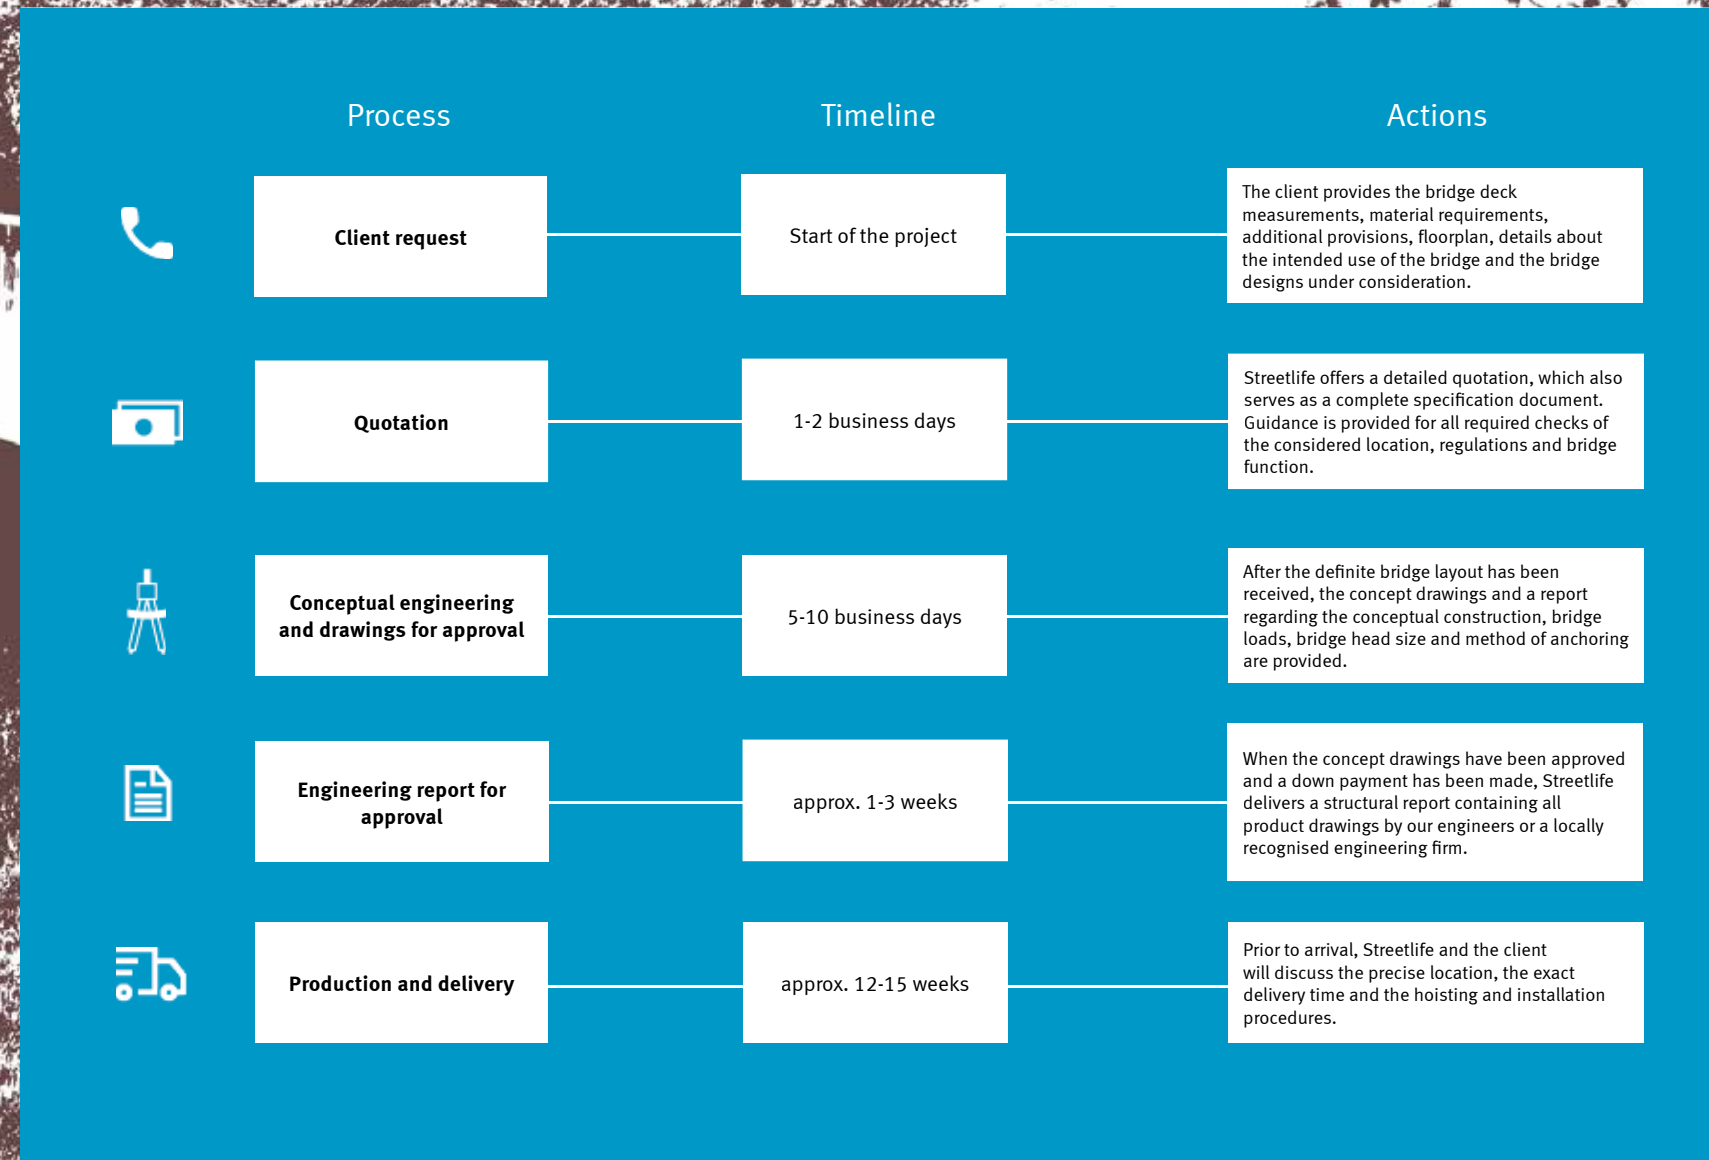 Process
Timeline
Actions
Client request
Start of the project
The client provides the bridge deck
measurements, material requirements,
additional provisions, floorplan, details about
the intended use of the bridge and the bridge
designs under consideration.
Quotation
1-2 business days
Streetlife offers a detailed quotation, which also
serves as a complete specification document.
Guidance is provided for all required checks of
the considered location, regulations and bridge
function.
Conceptual engineering
and drawings for approval
5-10 business days
After the definite bridge layout has been
received, the concept drawings and a report
regarding the conceptual construction, bridge
loads, bridge head size and method of anchoring
are provided.
Engineering report for
approval
approx. 1-3 weeks
When the concept drawings have been approved
and a down payment has been made, Streetlife
delivers a structural report containing all
product drawings by our engineers or a locally
recognised engineering firm.
Production and delivery
approx. 12-15 weeks
Prior to arrival, Streetlife and the client
will discuss the precise location, the exact
delivery time and the hoisting and installation
procedures.